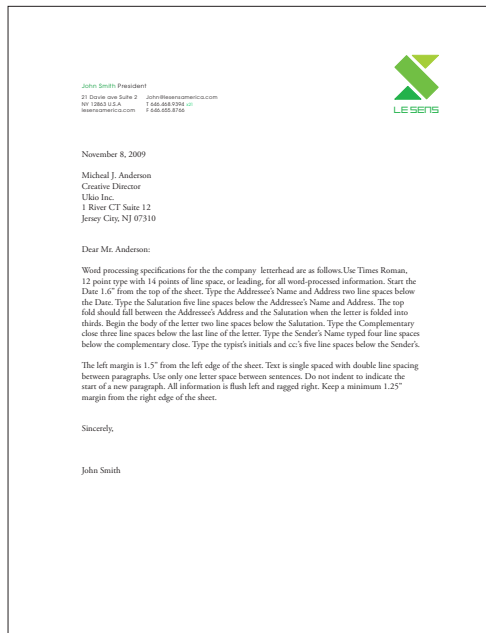 John Smith President
21 Davie ave Suite 2 John@lesensamerica.com
NY 12863 U.S.A T 646.468.9394
lesensamerica.com F 646.655.8766
LE SENS
November 8, 2009
Micheal J. Anderson
Creative Director
Ukio Inc.
1 River CT Suite 12
Jersey City, NJ 07310
Dear Mr. Anderson:
Word processing specifications for the the company letterhead are as follows.Use Times Roman,
12 point type with 14 points of line space, or leading, for all word-processed information. Start the
Date 1.6” from the top of the sheet. Type the Addressee’s Name and Address two line spaces below
the Date. Type the Salutation five line spaces below the Addressee’s Name and Address. The top
fold should fall between the Addressee’s Address and the Salutation when the letter is folded into
thirds. Begin the body of the letter two line spaces below the Salutation. Type the Complementary
close three line spaces below the last line of the letter. Type the Sender’s Name typed four line spaces
below the complementary close. Type the typist’s initials and cc:’s five line spaces below the Sender’s.
The left margin is 1.5” from the left edge of the sheet. Text is single spaced with double line spacing
between paragraphs. Use only one letter space between sentences. Do not indent to indicate the
start of a new paragraph. All information is flush left and ragged right. Keep a minimum 1.25”
margin from the right edge of the sheet.
Sincerely,
John Smith